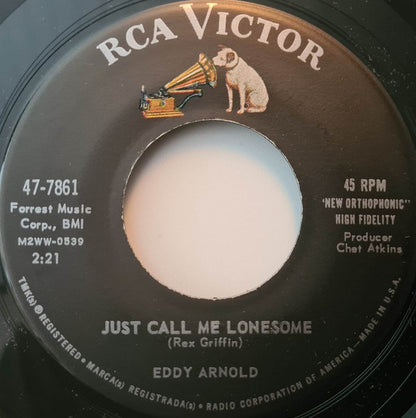 RCA VICTOR
47-7861
Forrest Music
Corp., BMI
M2WW-0539
2:21
45 RPM
'NEW ORTHOPHONIC"
HIGH FIDELITY
Producer
Chet Atkins
JUST CALL ME LONESOME
(Rex Griffin)
EDDY ARNOLD
TMK(s) ® REGISTERED • MARCA(s) REGISTRADA(s) • RADIO CORPORATION OF AMERICA—MADE IN U.S.A.